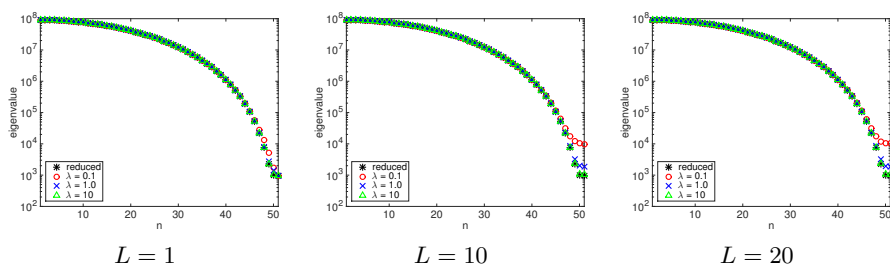 10^8
10^7
10^6
10^5
10^4
10^3
10^2
eigenvalue
reduced
λ = 0.1
λ = 1.0
λ = 10
10 20 30 40 50
n
L = 1
10^8
10^7
10^6
10^5
10^4
10^3
10^2
eigenvalue
reduced
λ = 0.1
λ = 1.0
λ = 10
10 20 30 40 50
n
L = 10
10^8
10^7
10^6
10^5
10^4
10^3
10^2
eigenvalue
reduced
λ = 0.1
λ = 1.0
λ = 10
10 20 30 40 50
n
L = 20